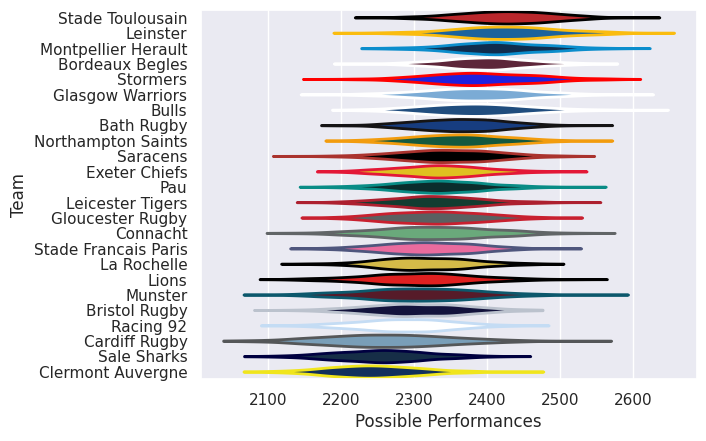 Stade Toulousain
Leinster
Montpellier Herault
Bordeaux Begles
Stormers
Glasgow Warriors
Bulls
Bath Rugby
Northampton Saints
Saracens
Exeter Chiefs
Pau
Leicester Tigers
Gloucester Rugby
Connacht
Stade Francais Paris
La Rochelle
Lions
Munster
Bristol Rugby
Racing 92
Cardiff Rugby
Sale Sharks
Clermont Auvergne
Team
2100 2200 2300 2400 2500 2600
Possible Performances